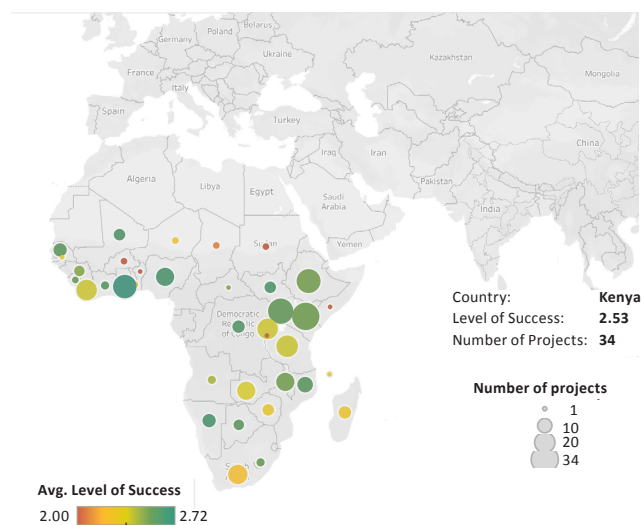 Belarus
Poland
Germany
Ukraine
Kazakhstan
France
Mongolia
Italy
Spain
Turkey
China
Iraq
Iran
Algeria
Libya
Egypt
Pakistan
Saudi
Arabia
India
Yemen
Democratic
of Congo
Country: Kenya
Level of Success: 2.53
Number of Projects: 34
Number of projects
1
10
20
34
Avg. Level of Success
2.00 2.72